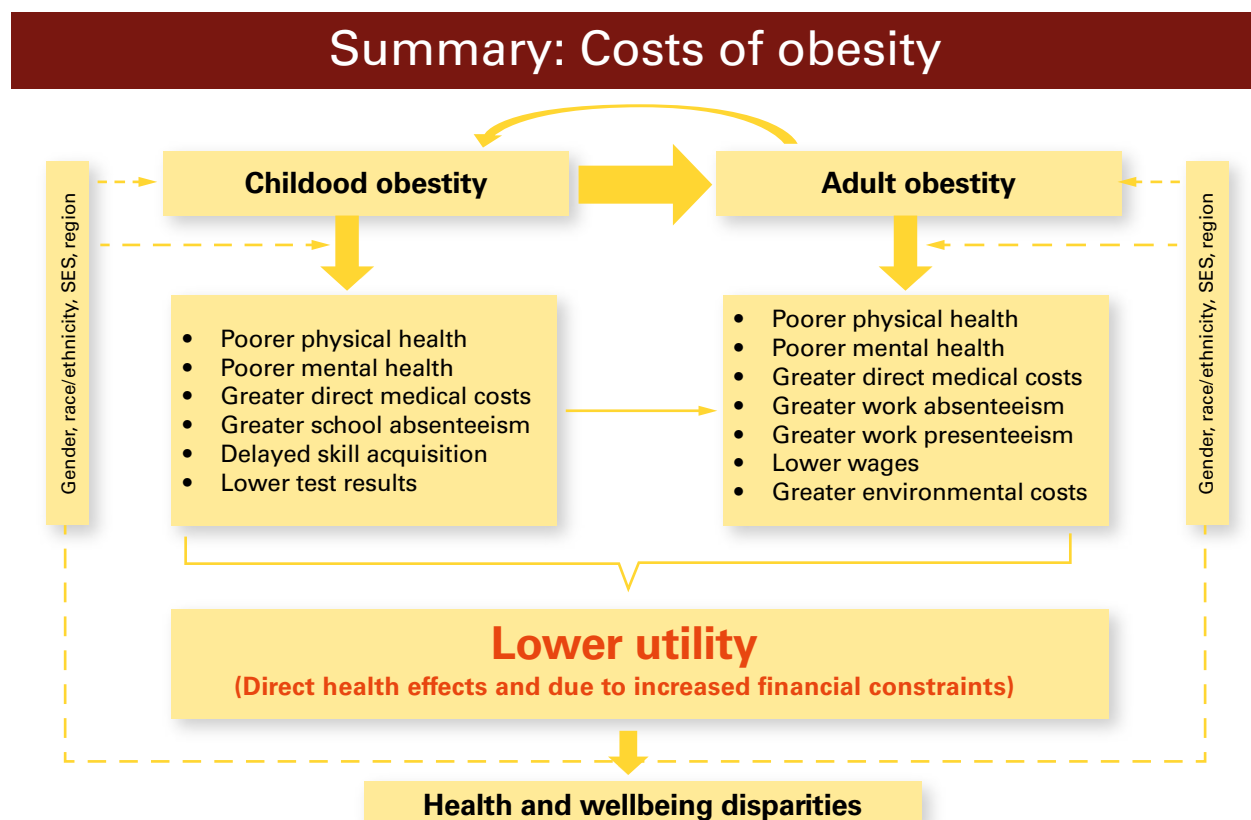 Summary: Costs of obesity
Childood obestity
Adult obestity
Gender, race/ethnicity, SES, region
• Poorer physical health
• Poorer mental health
• Greater direct medical costs
• Greater school absenteeism
• Delayed skill acquisition
• Lower test results
• Poorer physical health
• Poorer mental health
• Greater direct medical costs
• Greater work absenteeism
• Greater work presenteeism
• Lower wages
• Greater environmental costs
Gender, race/ethnicity, SES, region
Lower utility
(Direct health effects and due to increased financial constraints)
Health and wellbeing disparities